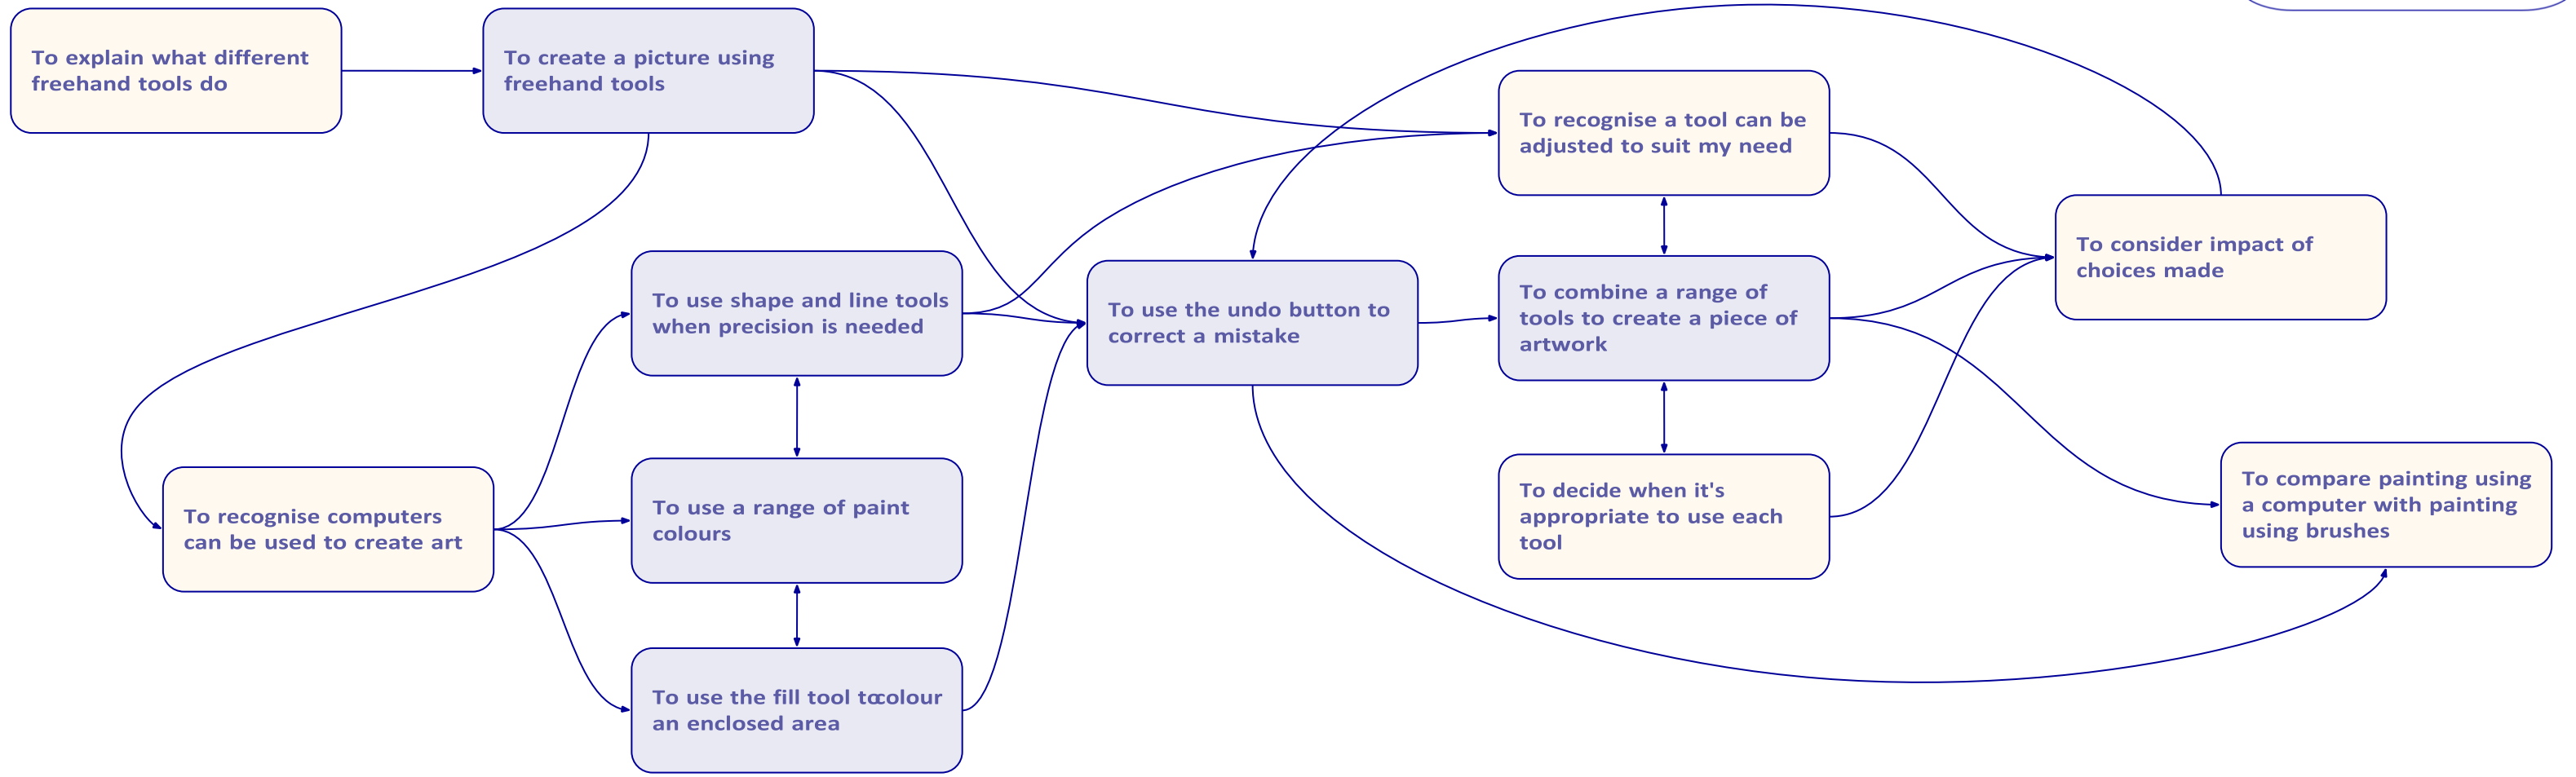 To explain what different
freehand tools do
To create a picture using
freehand tools
To recognise a tool can be
adjusted to suit my need
To consider impact of
choices made
To use shape and line tools
when precision is needed
To use the undo button to
correct a mistake
To combine a range of
tools to create a piece of
artwork
To recognise computers
can be used to create art
To use a range of paint
colours
To decide when it's
appropriate to use each
tool
To compare painting using
a computer with painting
using brushes
To use the fill tool to colour
an enclosed area